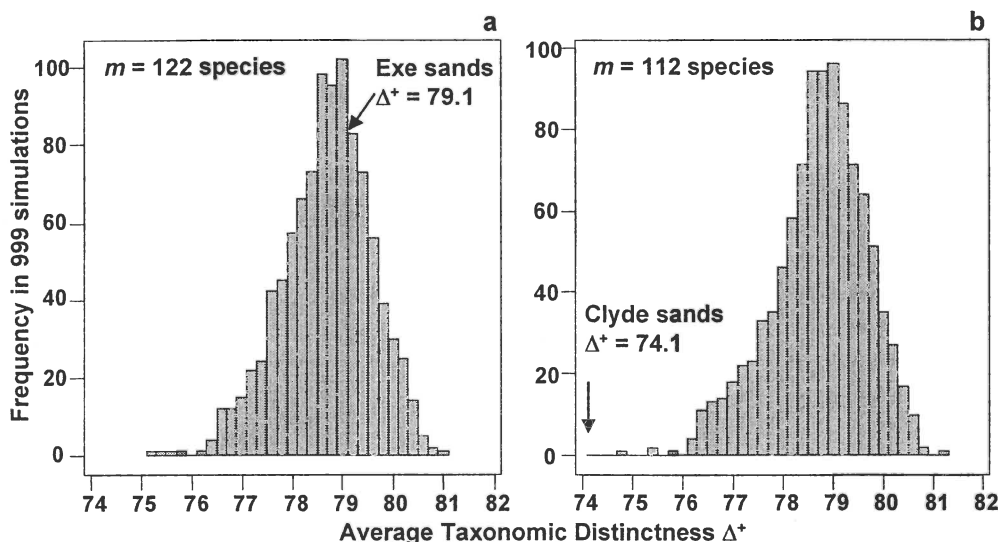 a
b
m = 122 species
Exe sands
Δ+ = 79.1
m = 112 species
Clyde sands
Δ+ = 74.1
Frequency in 999 simulations
100
80
60
40
20
0
100
80
60
40
20
0
74 75 76 77 78 79 80 81 82
74 75 76 77 78 79 80 81 82
Average Taxonomic Distinctness Δ+